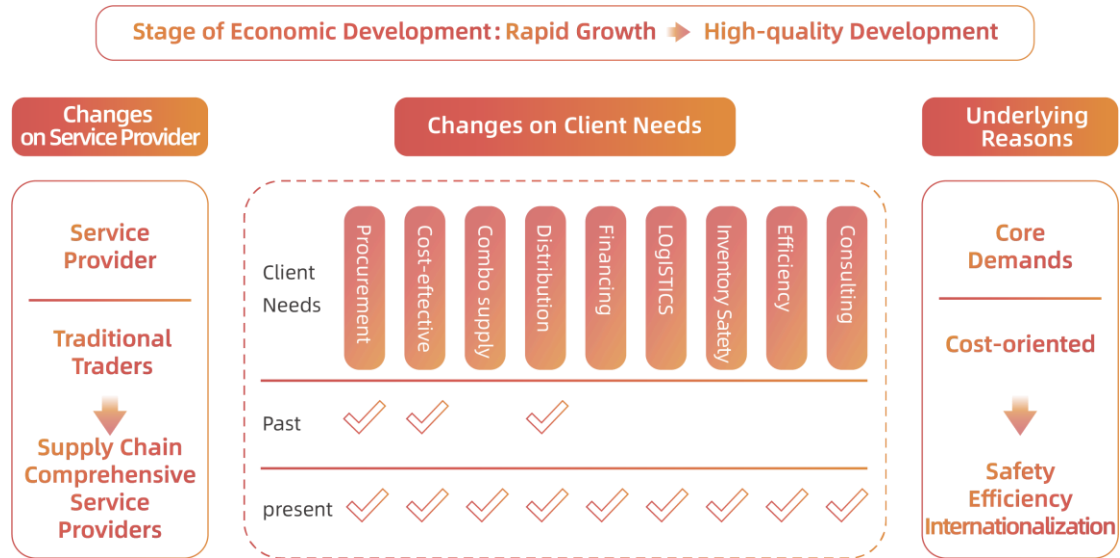 Stage of Economic Development: Rapid Growth High-quality Development
Changes
on Service Provider
Changes on Client Needs
Underlying
Reasons
Service
Provider
Traditional
Traders
Supply Chain
Comprehensive
Service
Providers
Client
Needs
Procurement
Cost-eftective
Combo supply
Distribution
Financing
LOgISTICS
Inventory Satety
Efficiency
Consulting
Past
present
Core
Demands
Cost-oriented
Safety
Efficiency
Internationalization